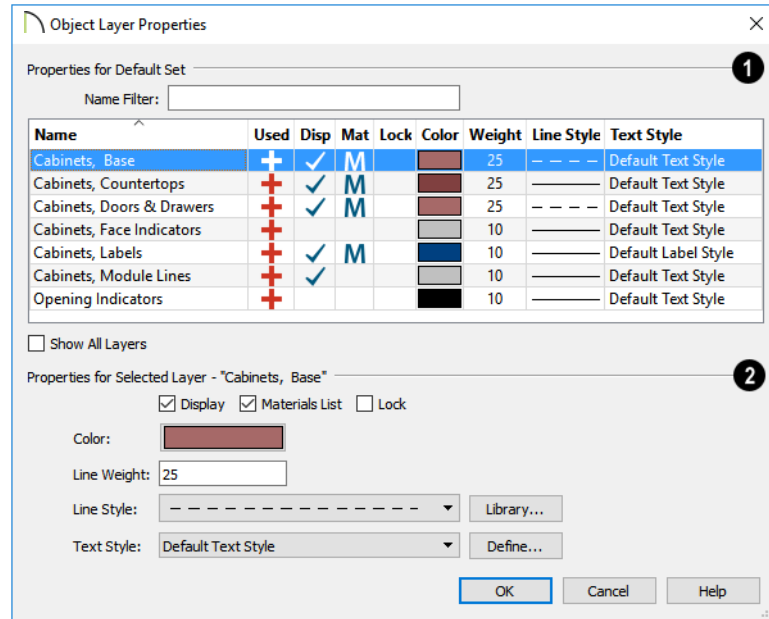 Object Layer Properties
Properties for Default Set 1
Name Filter:
Name Used Disp Mat Lock Color Weight Line Style Text Style
Cabinets, Base M 25 Default Text Style
Cabinets, Countertops M 25 Default Text Style
Cabinets, Doors & Drawers M 25 Default Text Style
Cabinets, Face Indicators 10 Default Text Style
Cabinets, Labels M 10 Default Label Style
Cabinets, Module Lines 10 Default Text Style
Opening Indicators 10 Default Text Style
Show All Layers
Properties for Selected Layer - "Cabinets, Base" 2
Display Materials List Lock
Color:
Line Weight: 25
Line Style: Library...
Text Style: Default Text Style Define...
OK Cancel Help